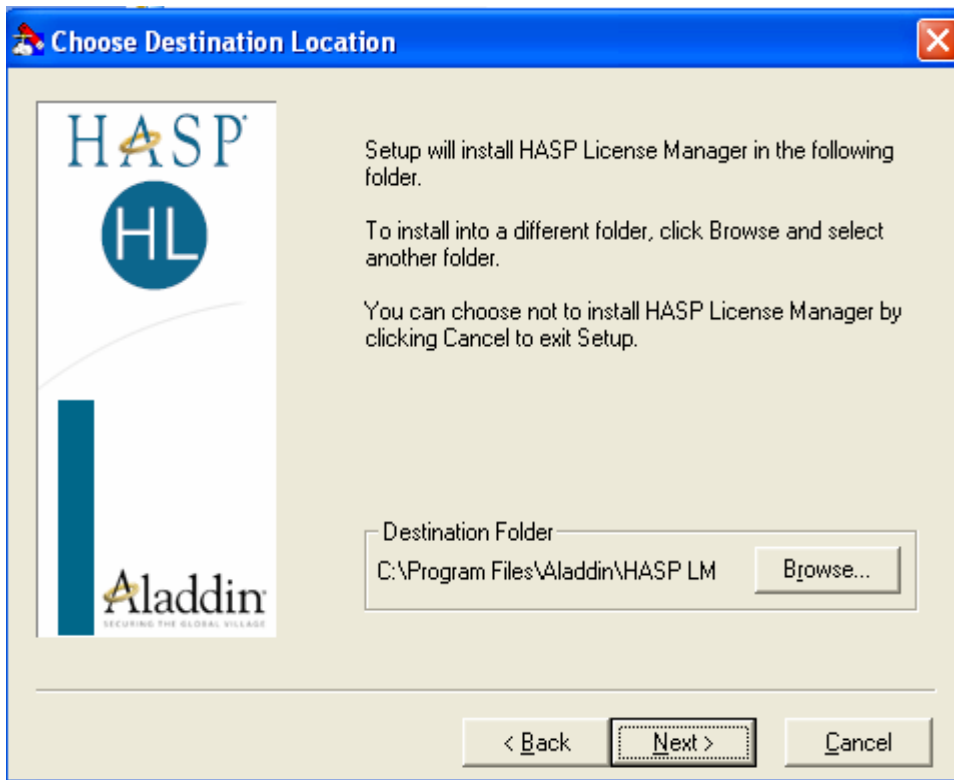 Choose Destination Location
HASP
HL
Aladdin
SECURING THE GLOBAL VILLAGE
Setup will install HASP License Manager in the following
folder.
To install into a different folder, click Browse and select
another folder.
You can choose not to install HASP License Manager by
clicking Cancel to exit Setup.
Destination Folder
C:\Program Files\Aladdin\HASP LM
Browse...
< Back
Next >
Cancel